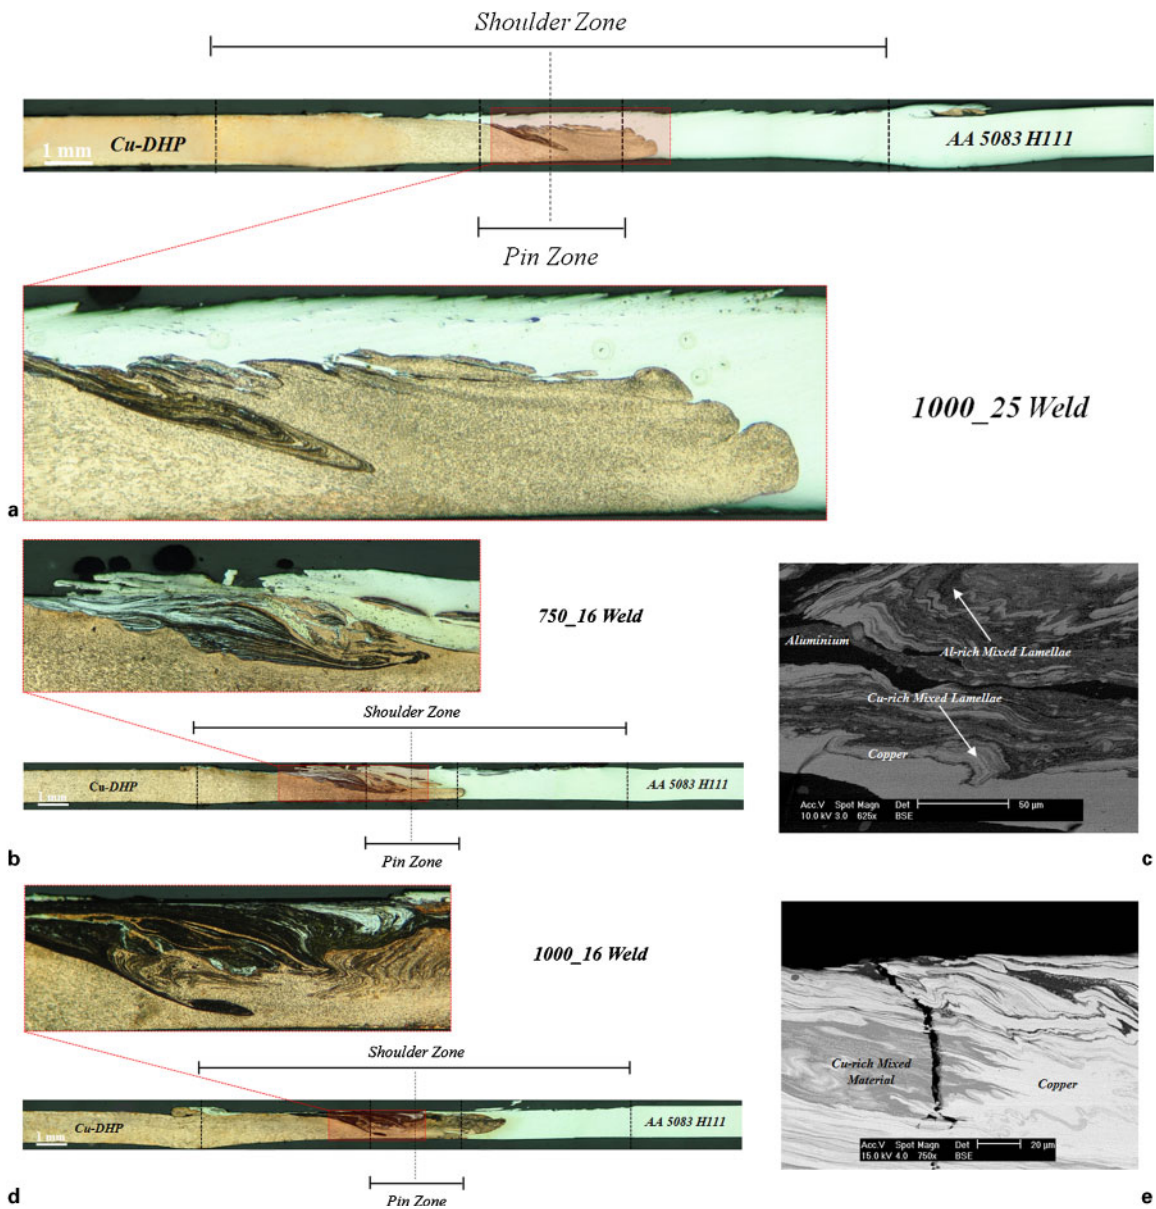 Shoulder Zone
Cu-DHP
AA 5083 H111
1 mm
Pin Zone
1000_25 Weld
a
750_16 Weld
Shoulder Zone
Cu-DHP
AA 5083 H111
1 mm
Pin Zone
b
Aluminium
Al-rich Mixed Lamellae
Cu-rich Mixed Lamellae
Copper
Acc.V Spot Magn Det 50 µm
10.0 kV 3.0 625x BSE
c
1000_16 Weld
Shoulder Zone
Cu-DHP
AA 5083 H111
1 mm
Pin Zone
d
Cu-rich Mixed
Material
Copper
Acc.V Spot Magn Det 20 µm
15.0 kV 4.0 750x BSE
e